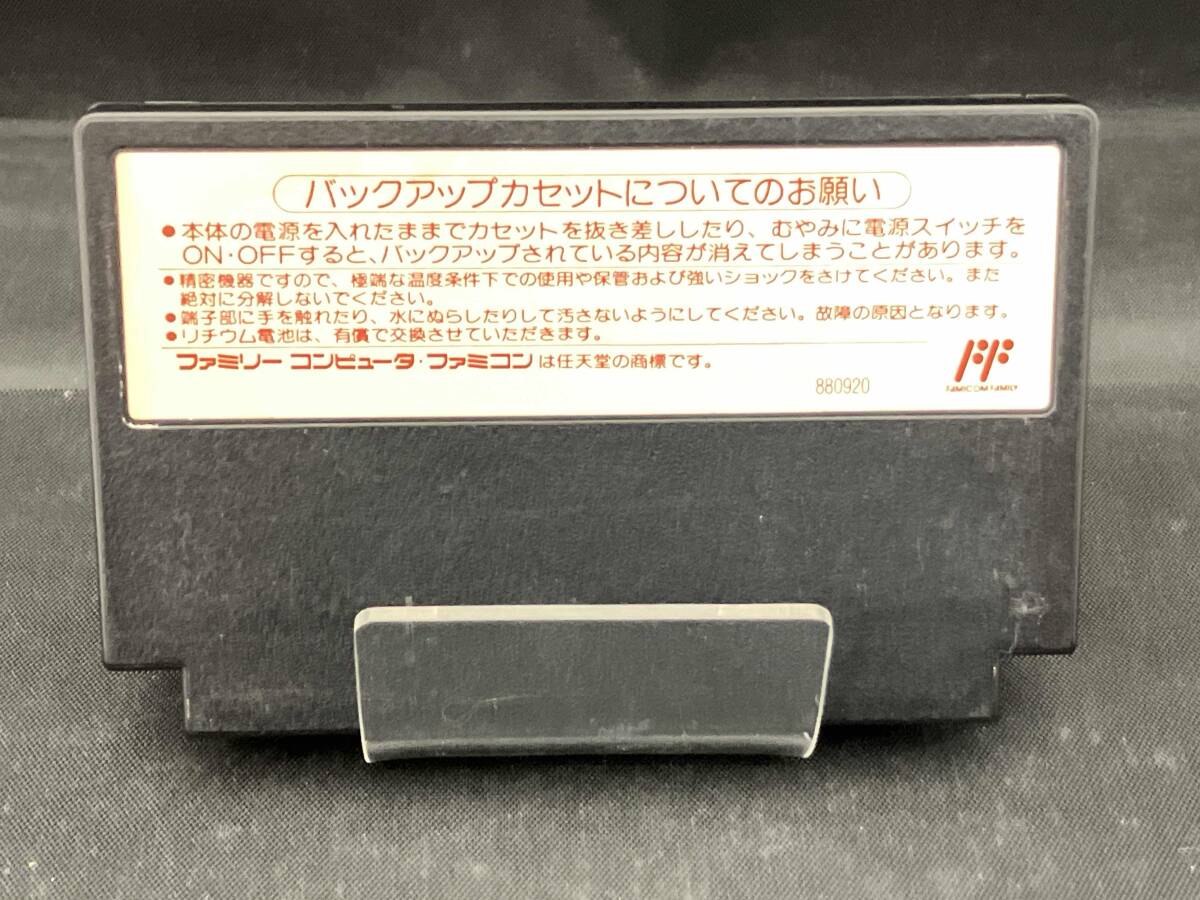 バックアップカセットについてのお願い
●本体の電源を入れたままでカセットを抜き差ししたり、むやみに電源スイッチを
ON・OFFすると、バックアップされている内容が消えてしまうことがあります。
●精密機器ですので、極端な温度条件下での使用や保管および強いショックをさけてください。また
絶対に分解しないでください。
●端子部に手を触れたり、水にぬらしたりして汚さないようにしてください。故障の原因となります。
●リチウム電池は、有償で交換させていただきます。
ファミリーコンピュータ・ファミコンは任天堂の商標です。
880920
FAMICOM FAMILY